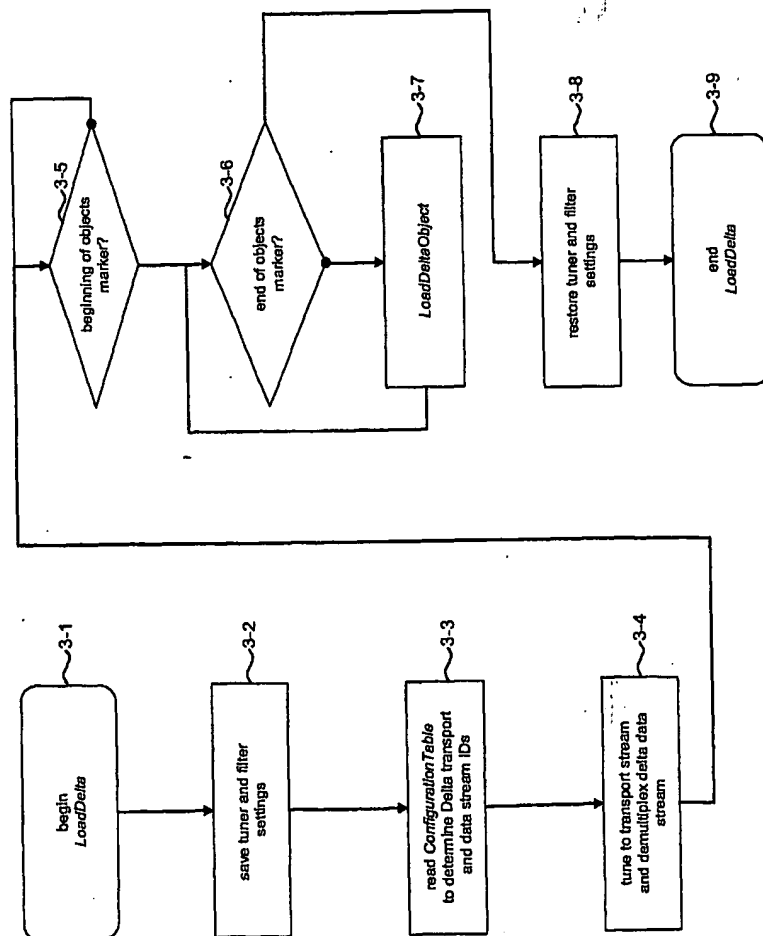 3-1
begin
LoadDelta
3-2
save tuner and filter
settings
3-3
read ConfigurationTable
to determine Delta transport
and data stream IDs
3-4
tune to transport stream
and demultiplex delta data
stream
3-5
beginning of objects
marker?
3-6
end of objects
marker?
3-7
LoadDeltaObject
3-8
restore tuner and filter
settings
3-9
end
LoadDelta